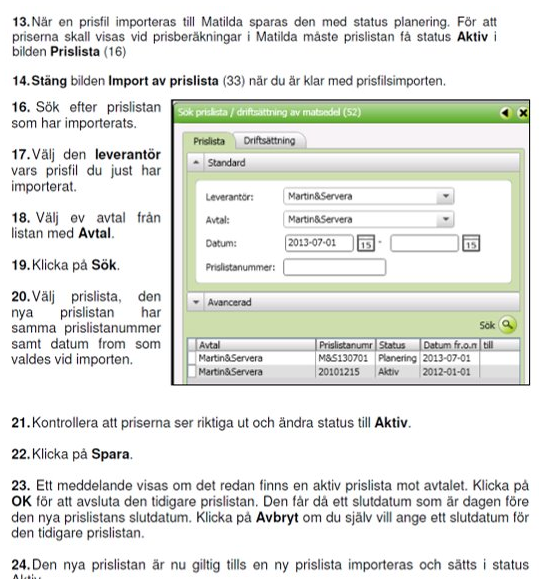 13.När en prisfil importeras till Matilda sparas den med status planering. För att
priserna skall visas vid prisberäkningar i Matilda måste prislistan få status Aktiv i
bilden Prislista (16)
14.Stäng bilden Import av prislista (33) när du är klar med prisfilsimporten.
16. Sök efter prislistan
som har importerats.
17.Välj den leverantör
vars prisfil du just har
importerat.
18. Välj ev avtal från
listan med Avtal.
19.Klicka på Sök.
20.Välj prislista, den
nya prislistan har
samma prislistanummer
samt datum from som
valdes vid importen.
Sök prislista / driftsättning av matsedel (52)
Prislista Driftsättning
Standard
Leverantör: Martin&Servera
Avtal: Martin&Servera
Datum: 2013-07-01 15 - 15
Prislistanummer:
Avancerad
Sök
Avtal Prislistanumr Status Datum fr.o.n till
Martin&Servera M&S130701 Planering 2013-07-01
Martin&Servera 20101215 Aktiv 2012-01-01
21.Kontrollera att priserna ser riktiga ut och ändra status till Aktiv.
22.Klicka på Spara.
23. Ett meddelande visas om det redan finns en aktiv prislista mot avtalet. Klicka på
OK för att avsluta den tidigare prislistan. Den får då ett slutdatum som är dagen före
den nya prislistans slutdatum. Klicka på Avbryt om du själv vill ange ett slutdatum för
den tidigare prislistan.
24.Den nya prislistan är nu giltig tills en ny prislista importeras och sätts i status